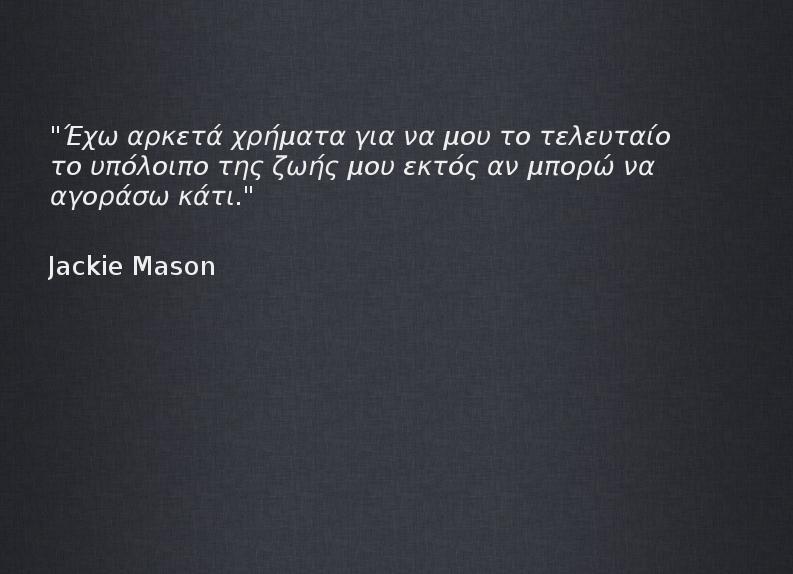 "Έχω αρκετά χρήματα για να μου το τελευταίο
το υπόλοιπο της ζωής μου εκτός αν μπορώ να
αγοράσω κάτι."
Jackie Mason